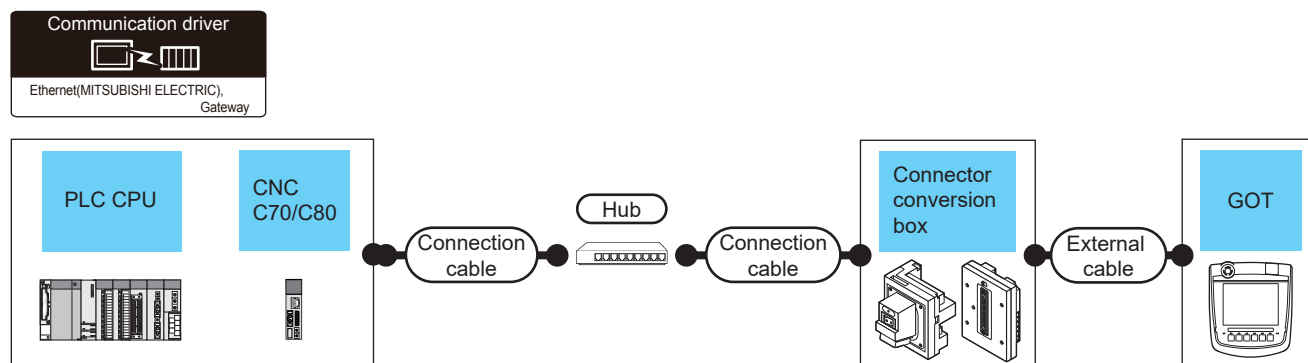 Communication driver
Ethernet(MITSUBISHI ELECTRIC),
Gateway
PLC CPU
CNC
C70/C80
Connection
cable
Hub
Connection
cable
Connector
conversion
box
External
cable
GOT